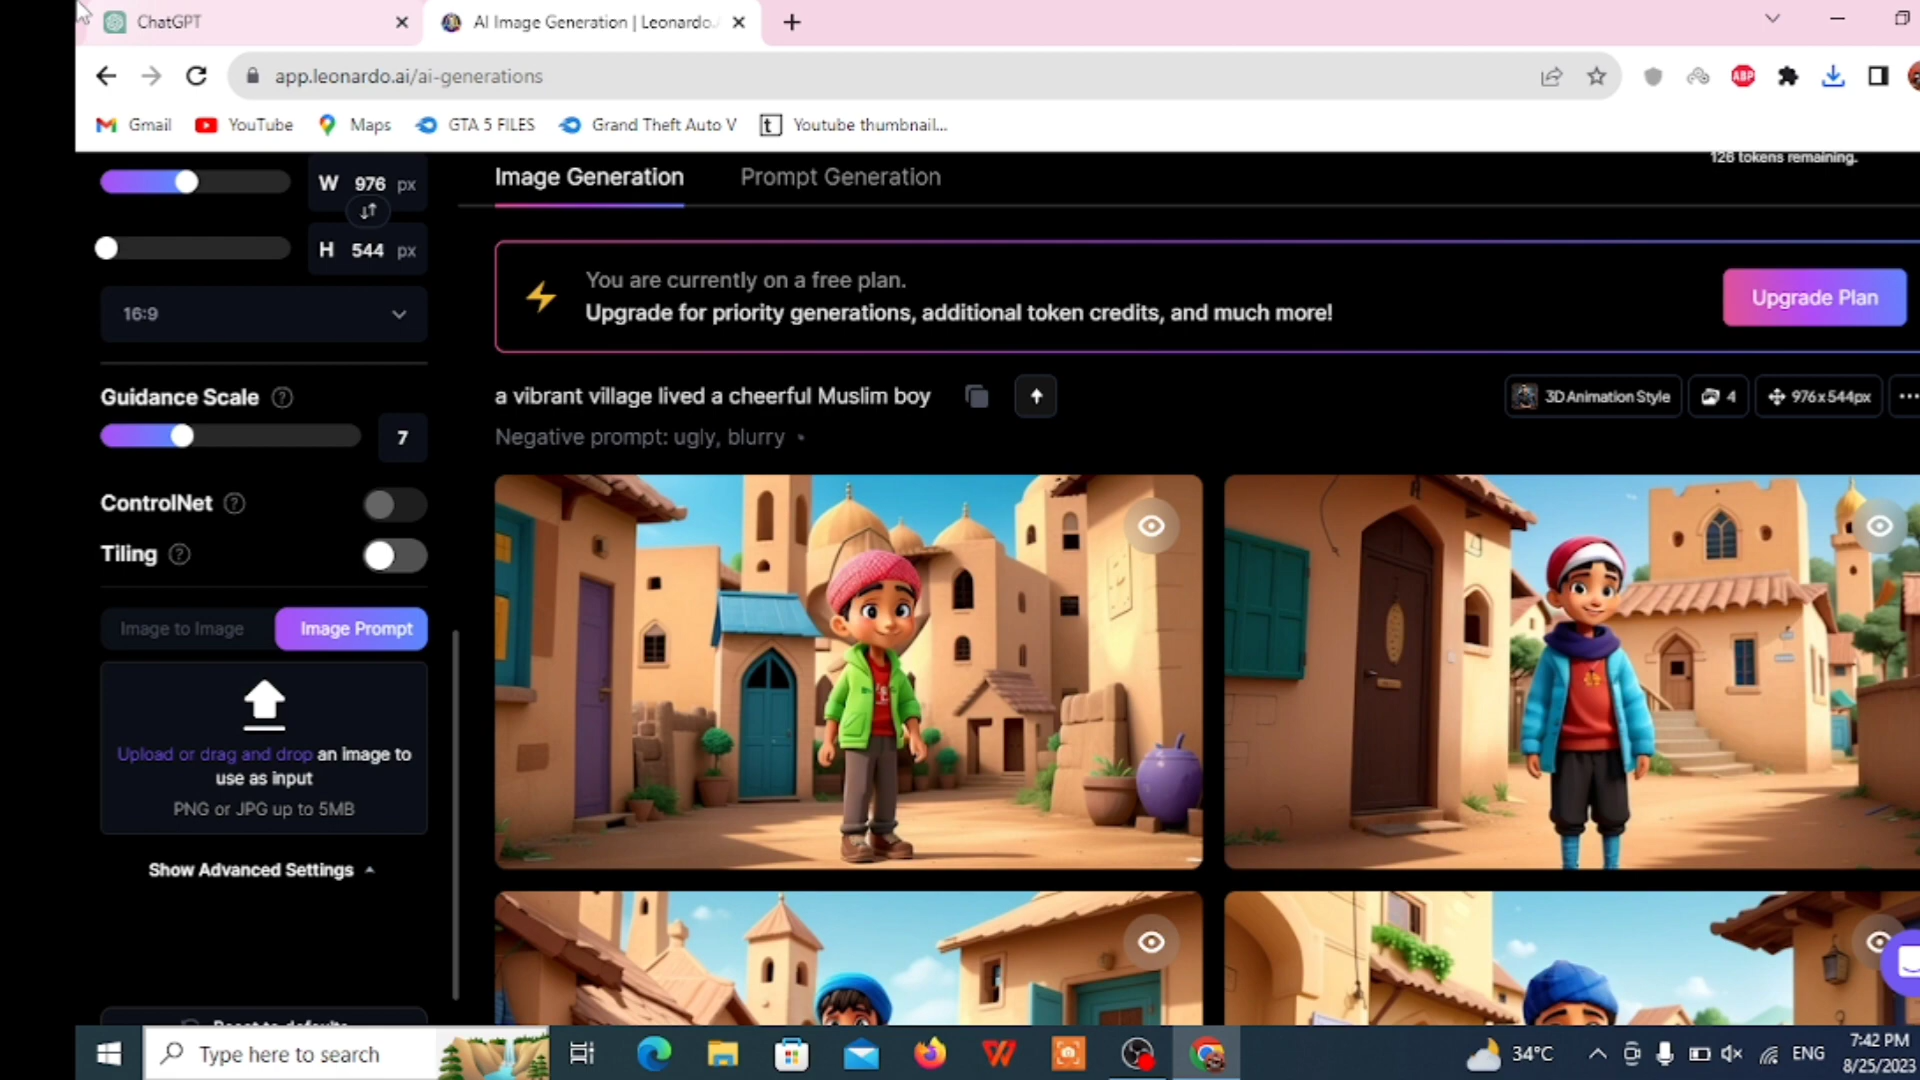 ChatGPT
AI Image Generation | Leonardo.
app.leonardo.ai/ai-generations
ABP
Gmail
YouTube
Maps
GTA 5 FILES
Grand Theft Auto V
Youtube thumbnail...
126 tokens remaining.
W 976 px
H 544 px
16:9
Guidance Scale ?
7
ControlNet ?
Tiling ?
Image to Image
Image Prompt
Upload or drag and drop an image to
use as input
PNG or JPG up to 5MB
Show Advanced Settings
Image Generation
Prompt Generation
You are currently on a free plan.
Upgrade for priority generations, additional token credits, and much more!
Upgrade Plan
a vibrant village lived a cheerful Muslim boy
3D Animation Style
4
976x544px
Negative prompt: ugly, blurry
Type here to search
34°C
ENG
7:42 PM
8/25/2023